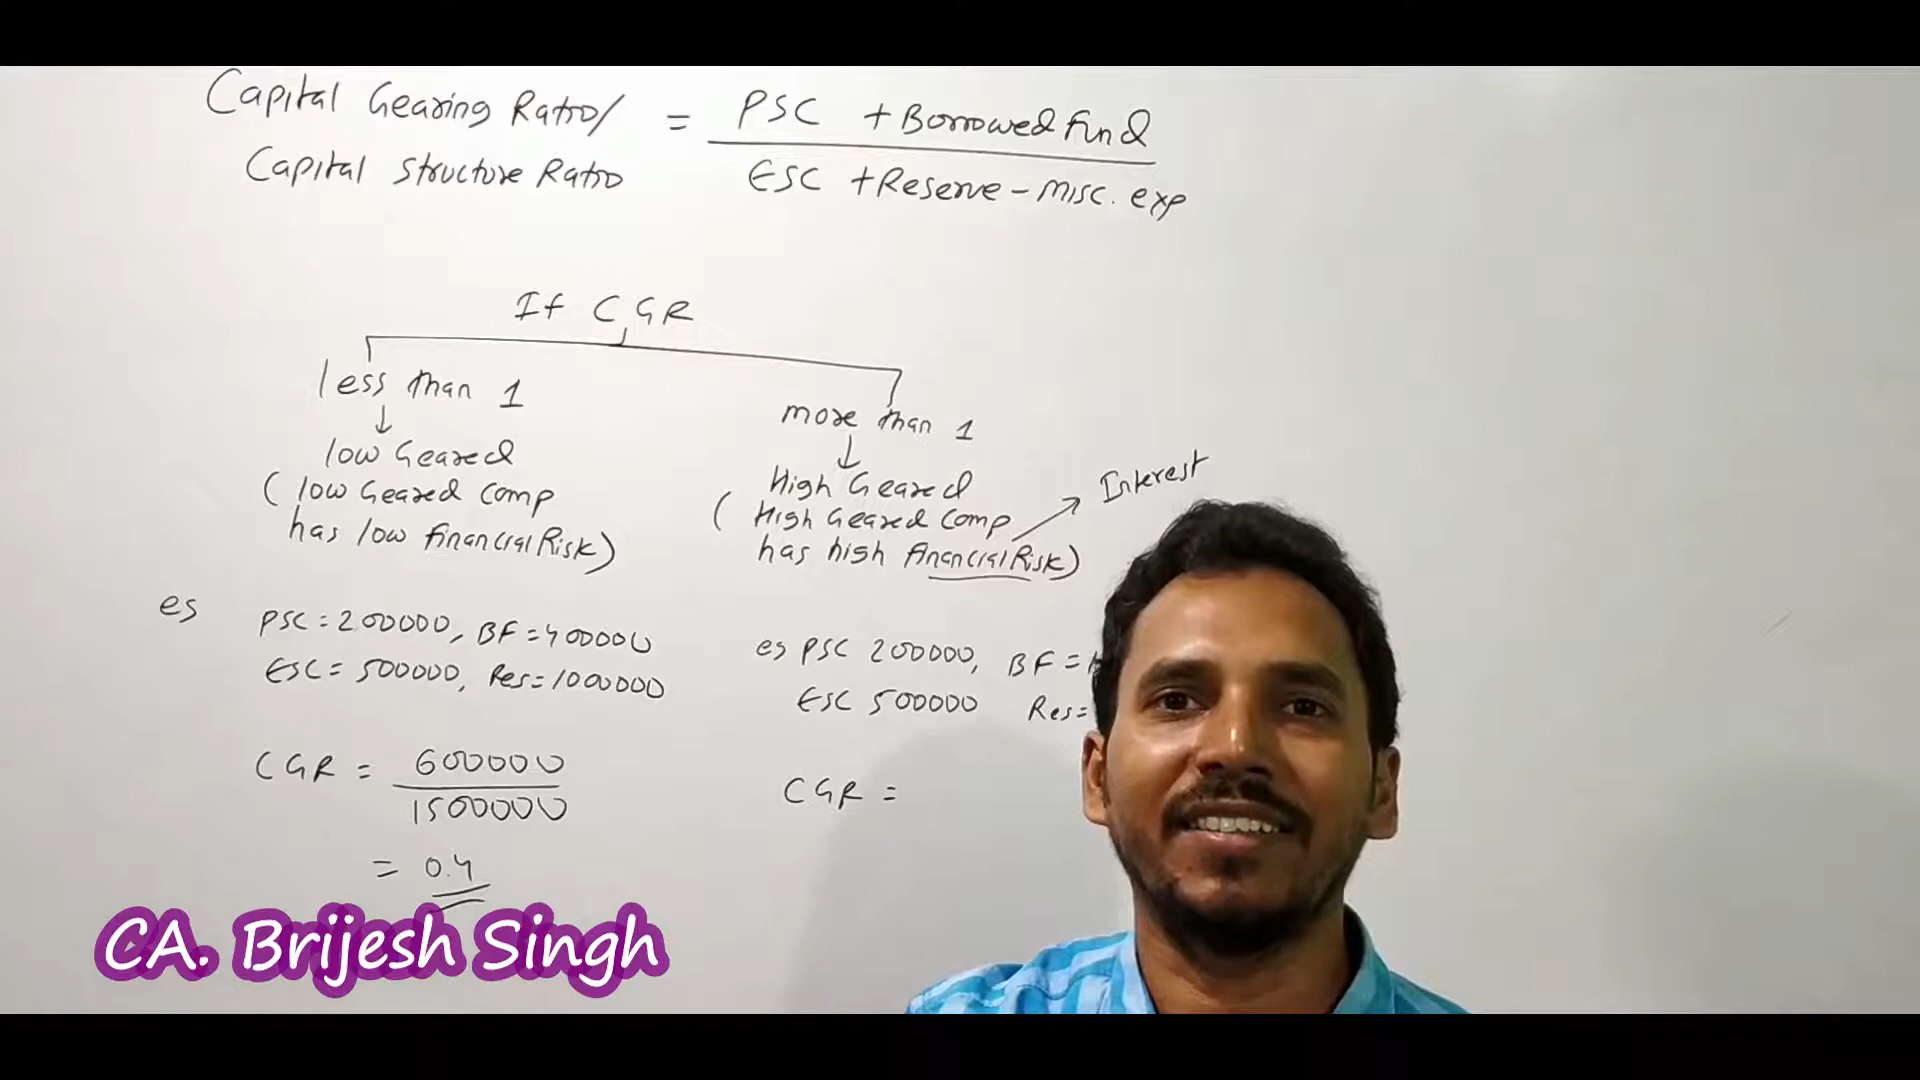 Capital Gearing Ratio/
Capital Structure Ratio
= PSC + Borrowed Fund
ESC + Reserve - misc. exp
If CGR
less than 1
low Geared
(low Geared comp
has low financial Risk)
more than 1
High Geared
(High Geared Comp
has high financial Risk)
Interest
es PSC = 200000, BF = 400000
ESC = 500000, Res = 1000000
CGR = 600000
1500000
= 0.4
es PSC 200000, BF =
ESC 500000 Res =
CGR =
CA. Brijesh Singh